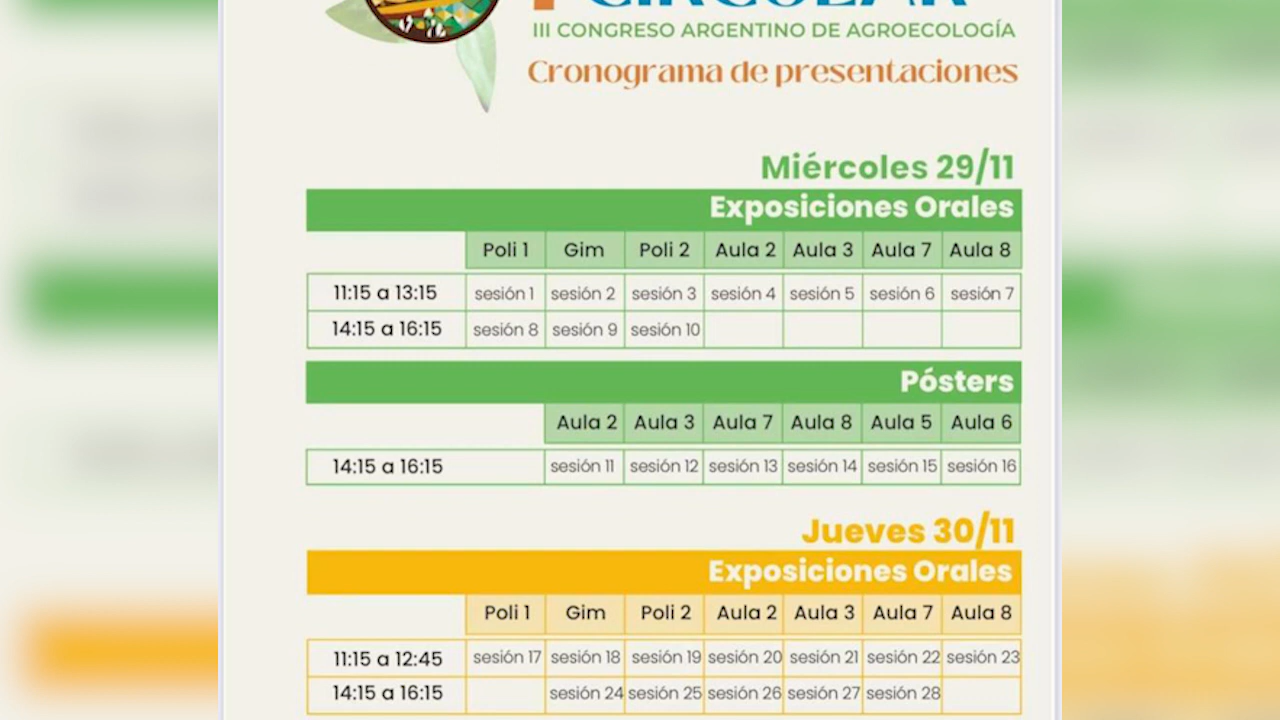 III CONGRESO ARGENTINO DE AGROECOLOGÍA
Cronograma de presentaciones
Miércoles 29/11
Exposiciones Orales
Poli 1 Gim Poli 2 Aula 2 Aula 3 Aula 7 Aula 8
11:15 a 13:15 sesión 1 sesión 2 sesión 3 sesión 4 sesión 5 sesión 6 sesión 7
14:15 a 16:15 sesión 8 sesión 9 sesión 10
Pósters
Aula 2 Aula 3 Aula 7 Aula 8 Aula 5 Aula 6
14:15 a 16:15 sesión 11 sesión 12 sesión 13 sesión 14 sesión 15 sesión 16
Jueves 30/11
Exposiciones Orales
Poli 1 Gim Poli 2 Aula 2 Aula 3 Aula 7 Aula 8
11:15 a 12:45 sesión 17 sesión 18 sesión 19 sesión 20 sesión 21 sesión 22 sesión 23
14:15 a 16:15 sesión 24 sesión 25 sesión 26 sesión 27 sesión 28